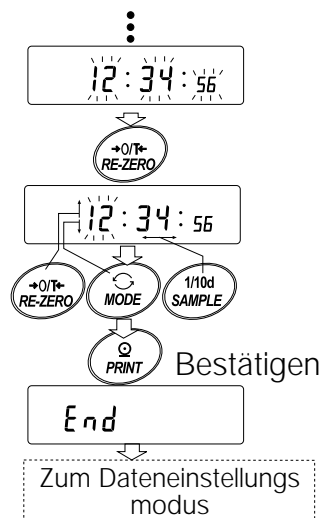 12:34:56
→0/T←
RE-ZERO
12:34:56
→0/T←
RE-ZERO
MODE
1/10d
SAMPLE
PRINT
Bestätigen
End
Zum Dateneinstellungs
modus